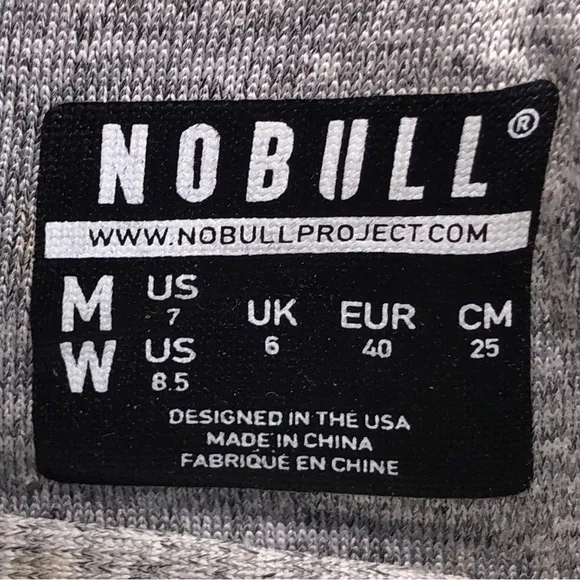 NOBULL®
WWW.NOBULLPROJECT.COM
M US 7 UK 6 EUR 40 CM 25
W US 8.5
DESIGNED IN THE USA
MADE IN CHINA
FABRIQUE EN CHINE